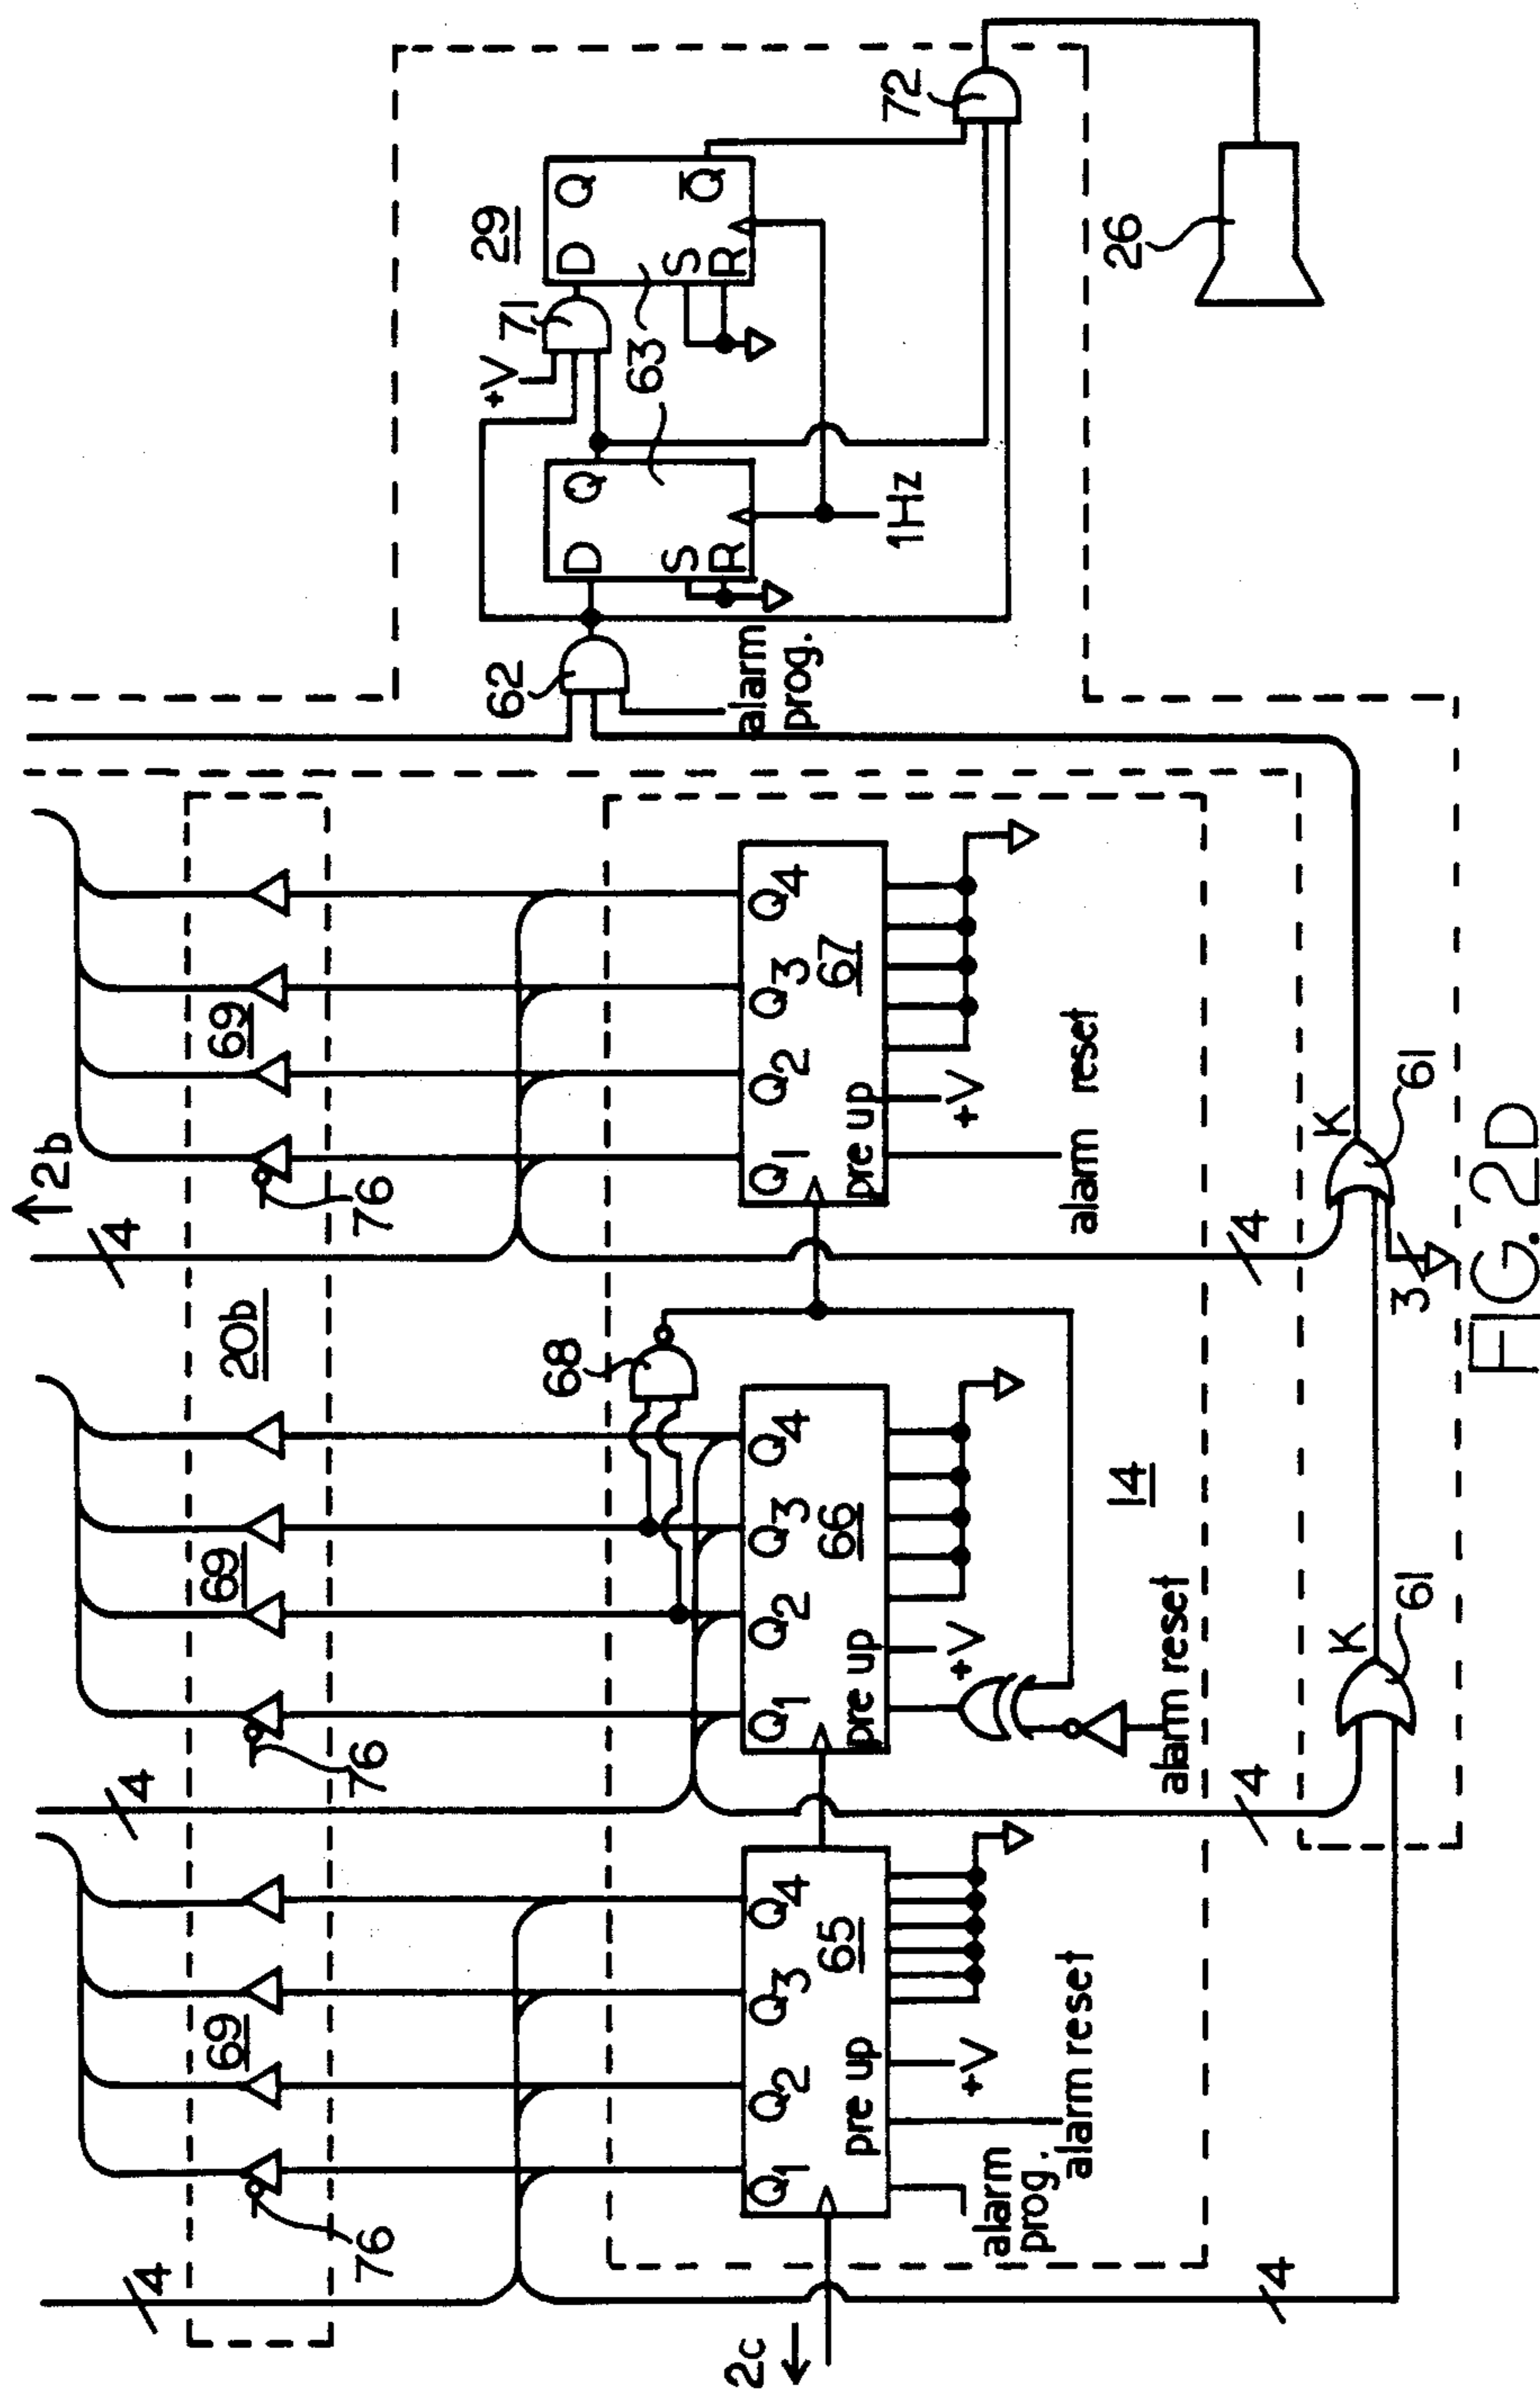 ↑2b
4 4 4
69 69 20b 69
76 76 76
62 29
+V 71
D Q D Q
68
63 63
S S
R R Q̅
alarm
prog.
1Hz
72
2c
Q1 Q2 Q3 Q4 Q1 Q2 Q3 Q4 Q1 Q2 Q3 Q4
65 66 67
pre up pre up pre up
+V +V +V
alarm
prog.
alarm reset alarm reset alarm reset
14
26
4 4 4
K K
61 61
3
FIG. 2D